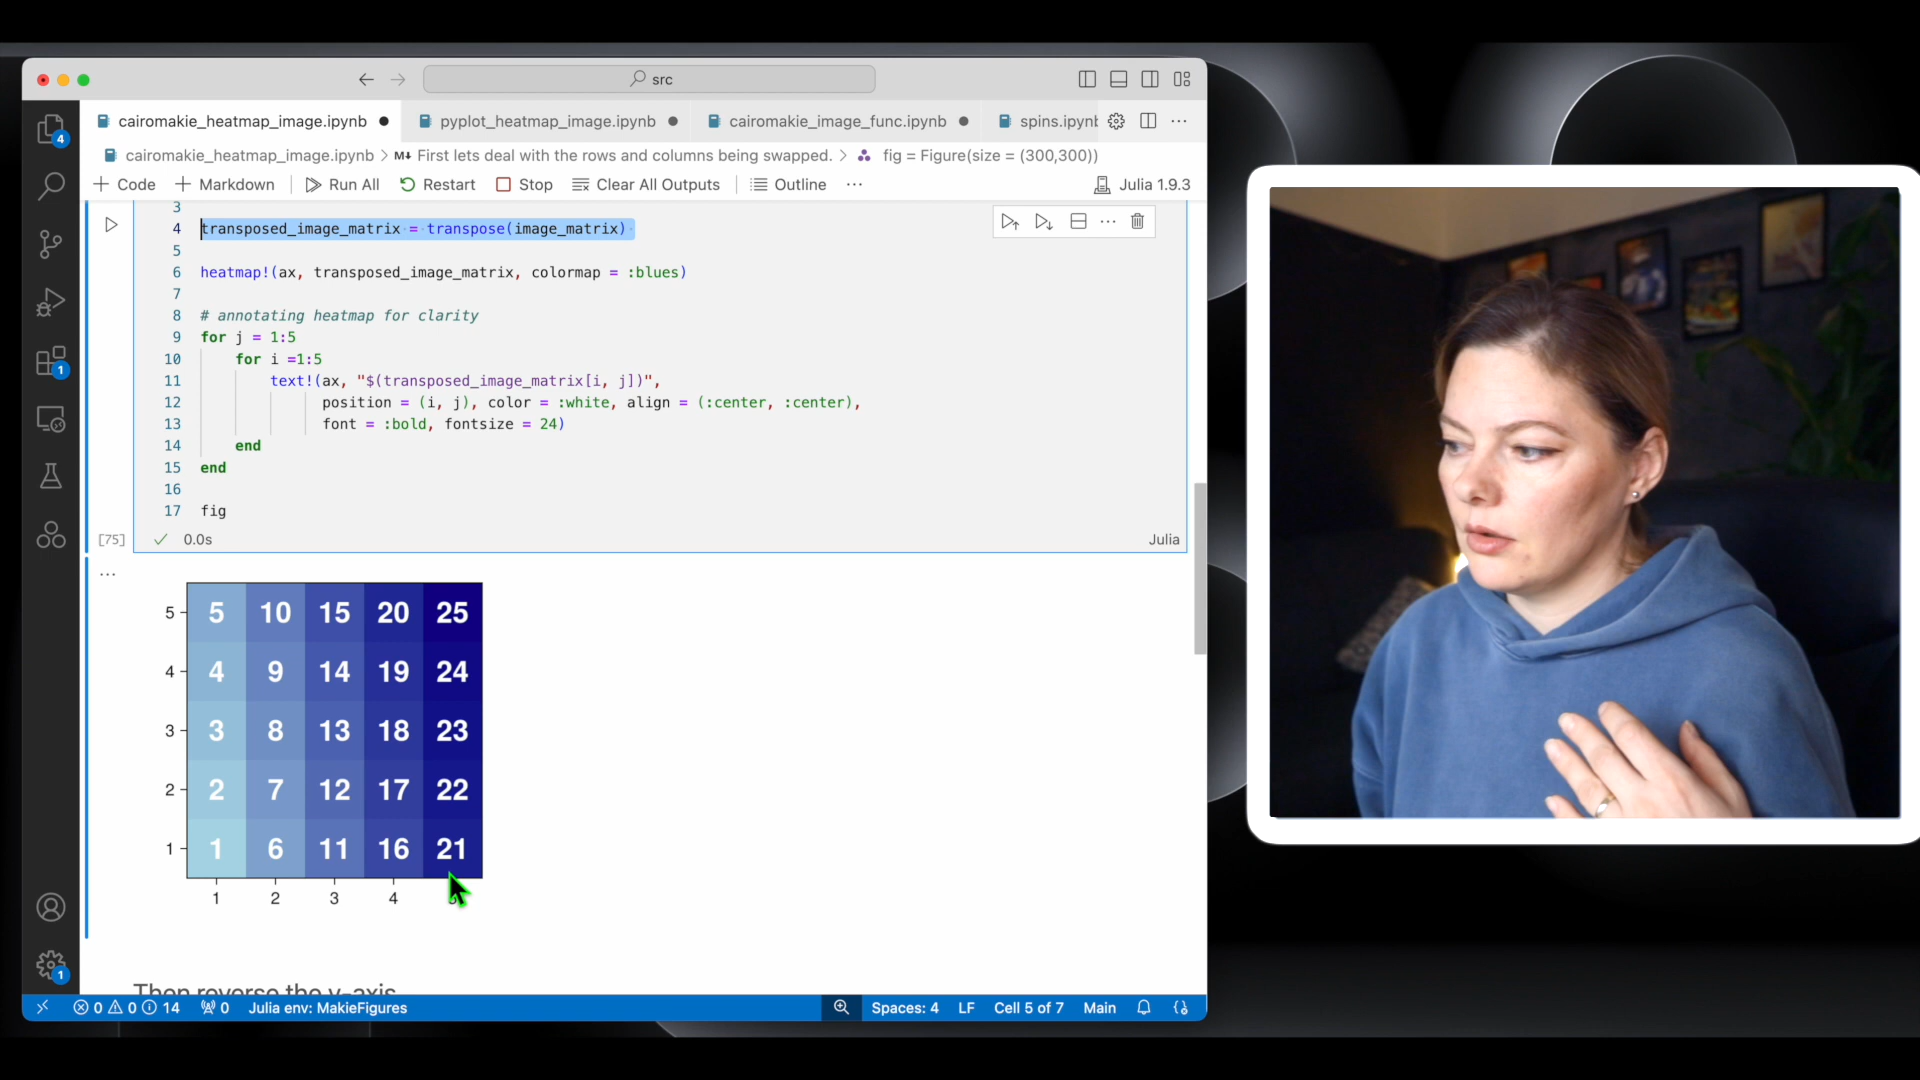 src
cairomakie_heatmap_image.ipynb
pyplot_heatmap_image.ipynb
cairomakie_image_func.ipynb
spins.ipynb
cairomakie_heatmap_image.ipynb > M↓ First lets deal with the rows and columns being swapped. > fig = Figure(size = (300,300))
+ Code + Markdown Run All Restart Stop Clear All Outputs Outline ... Julia 1.9.3
3
4 transposed_image_matrix = transpose(image_matrix)
5
6 heatmap!(ax, transposed_image_matrix, colormap = :blues)
7
8 # annotating heatmap for clarity
9 for j = 1:5
10 for i =1:5
11 text!(ax, "$(transposed_image_matrix[i, j])",
12 position = (i, j), color = :white, align = (:center, :center),
13 font = :bold, fontsize = 24)
14 end
15 end
16
17 fig
[75] 0.0s Julia
...
5 5 10 15 20 25
4 4 9 14 19 24
3 3 8 13 18 23
2 2 7 12 17 22
1 1 6 11 16 21
1 2 3 4
Then reverse the y-axis
4
1
1
0 0 14 0 Julia env: MakieFigures Spaces: 4 LF Cell 5 of 7 Main